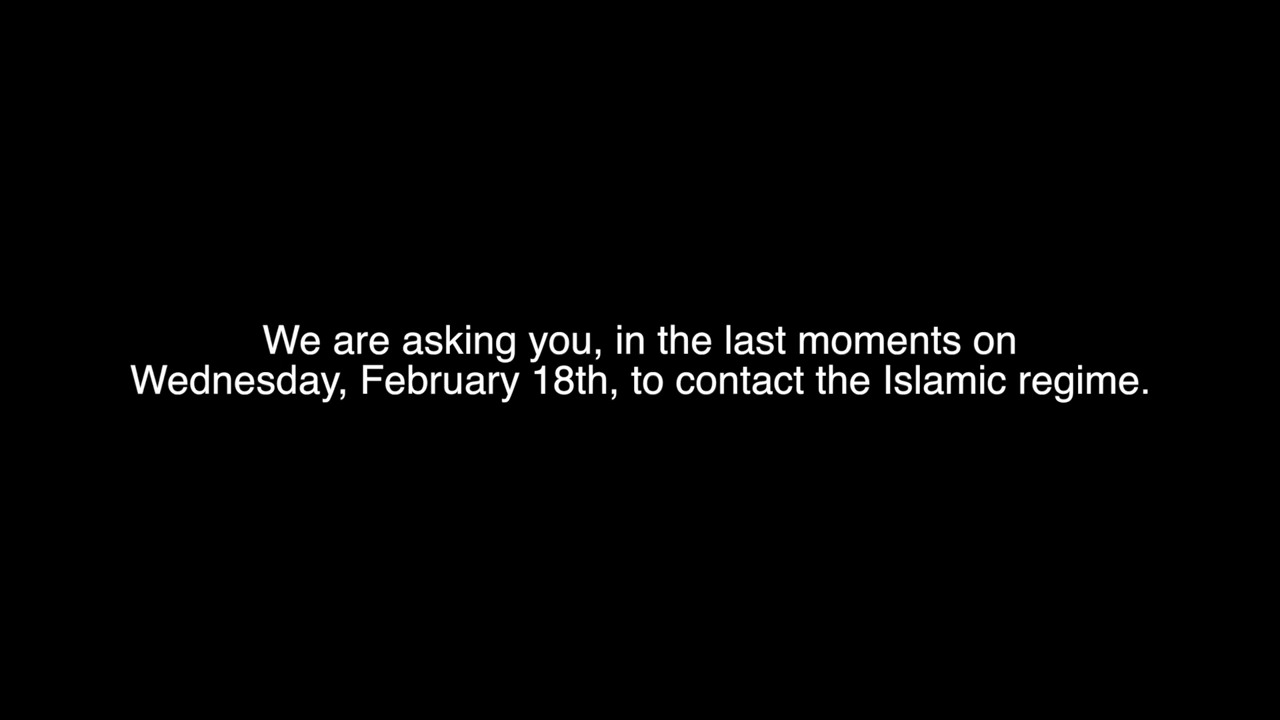 We are asking you, in the last moments on
Wednesday, February 18th, to contact the Islamic regime.